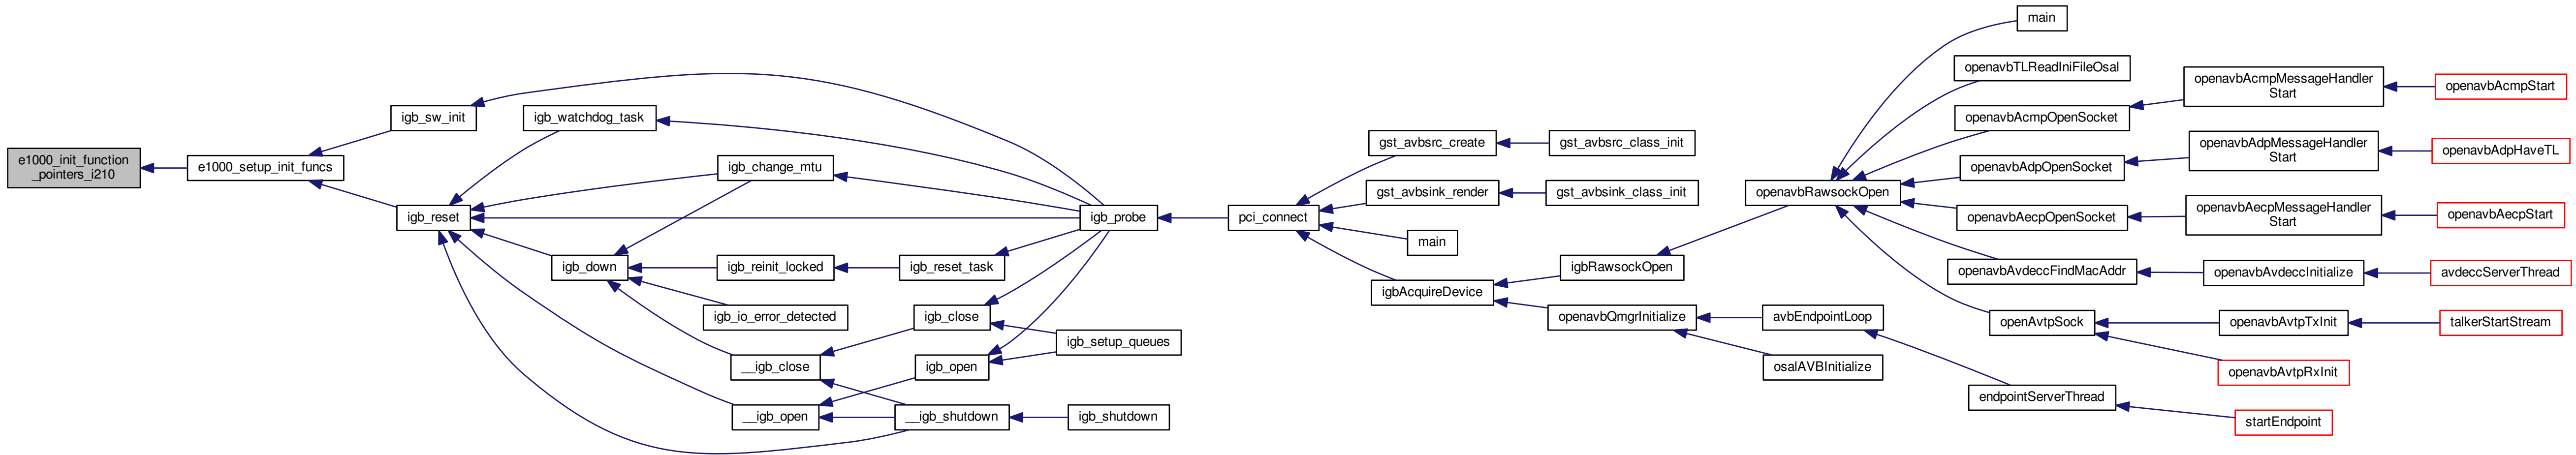 e1000_init_function
_pointers_i210
e1000_setup_init_funcs
igb_sw_init
igb_reset
igb_watchdog_task
igb_change_mtu
igb_down
igb_reinit_locked
igb_reset_task
igb_io_error_detected
__igb_close
__igb_open
igb_close
igb_open
__igb_shutdown
igb_probe
igb_setup_queues
igb_shutdown
pci_connect
gst_avbsrc_create
gst_avbsrc_class_init
gst_avbsink_render
gst_avbsink_class_init
main
igbAcquireDevice
igbRawsockOpen
openavbQmgrInitialize
avbEndpointLoop
osalAVBInitialize
openavbRawsockOpen
main
openavbTLReadIniFileOsal
openavbAcmpOpenSocket
openavbAcmpMessageHandler
Start
openavbAcmpStart
openavbAdpOpenSocket
openavbAdpMessageHandler
Start
openavbAdpHaveTL
openavbAecpOpenSocket
openavbAecpMessageHandler
Start
openavbAecpStart
openavbAvdeccFindMacAddr
openavbAvdeccInitialize
avdeccServerThread
openAvtpSock
openavbAvtpTxInit
talkerStartStream
openavbAvtpRxInit
endpointServerThread
startEndpoint